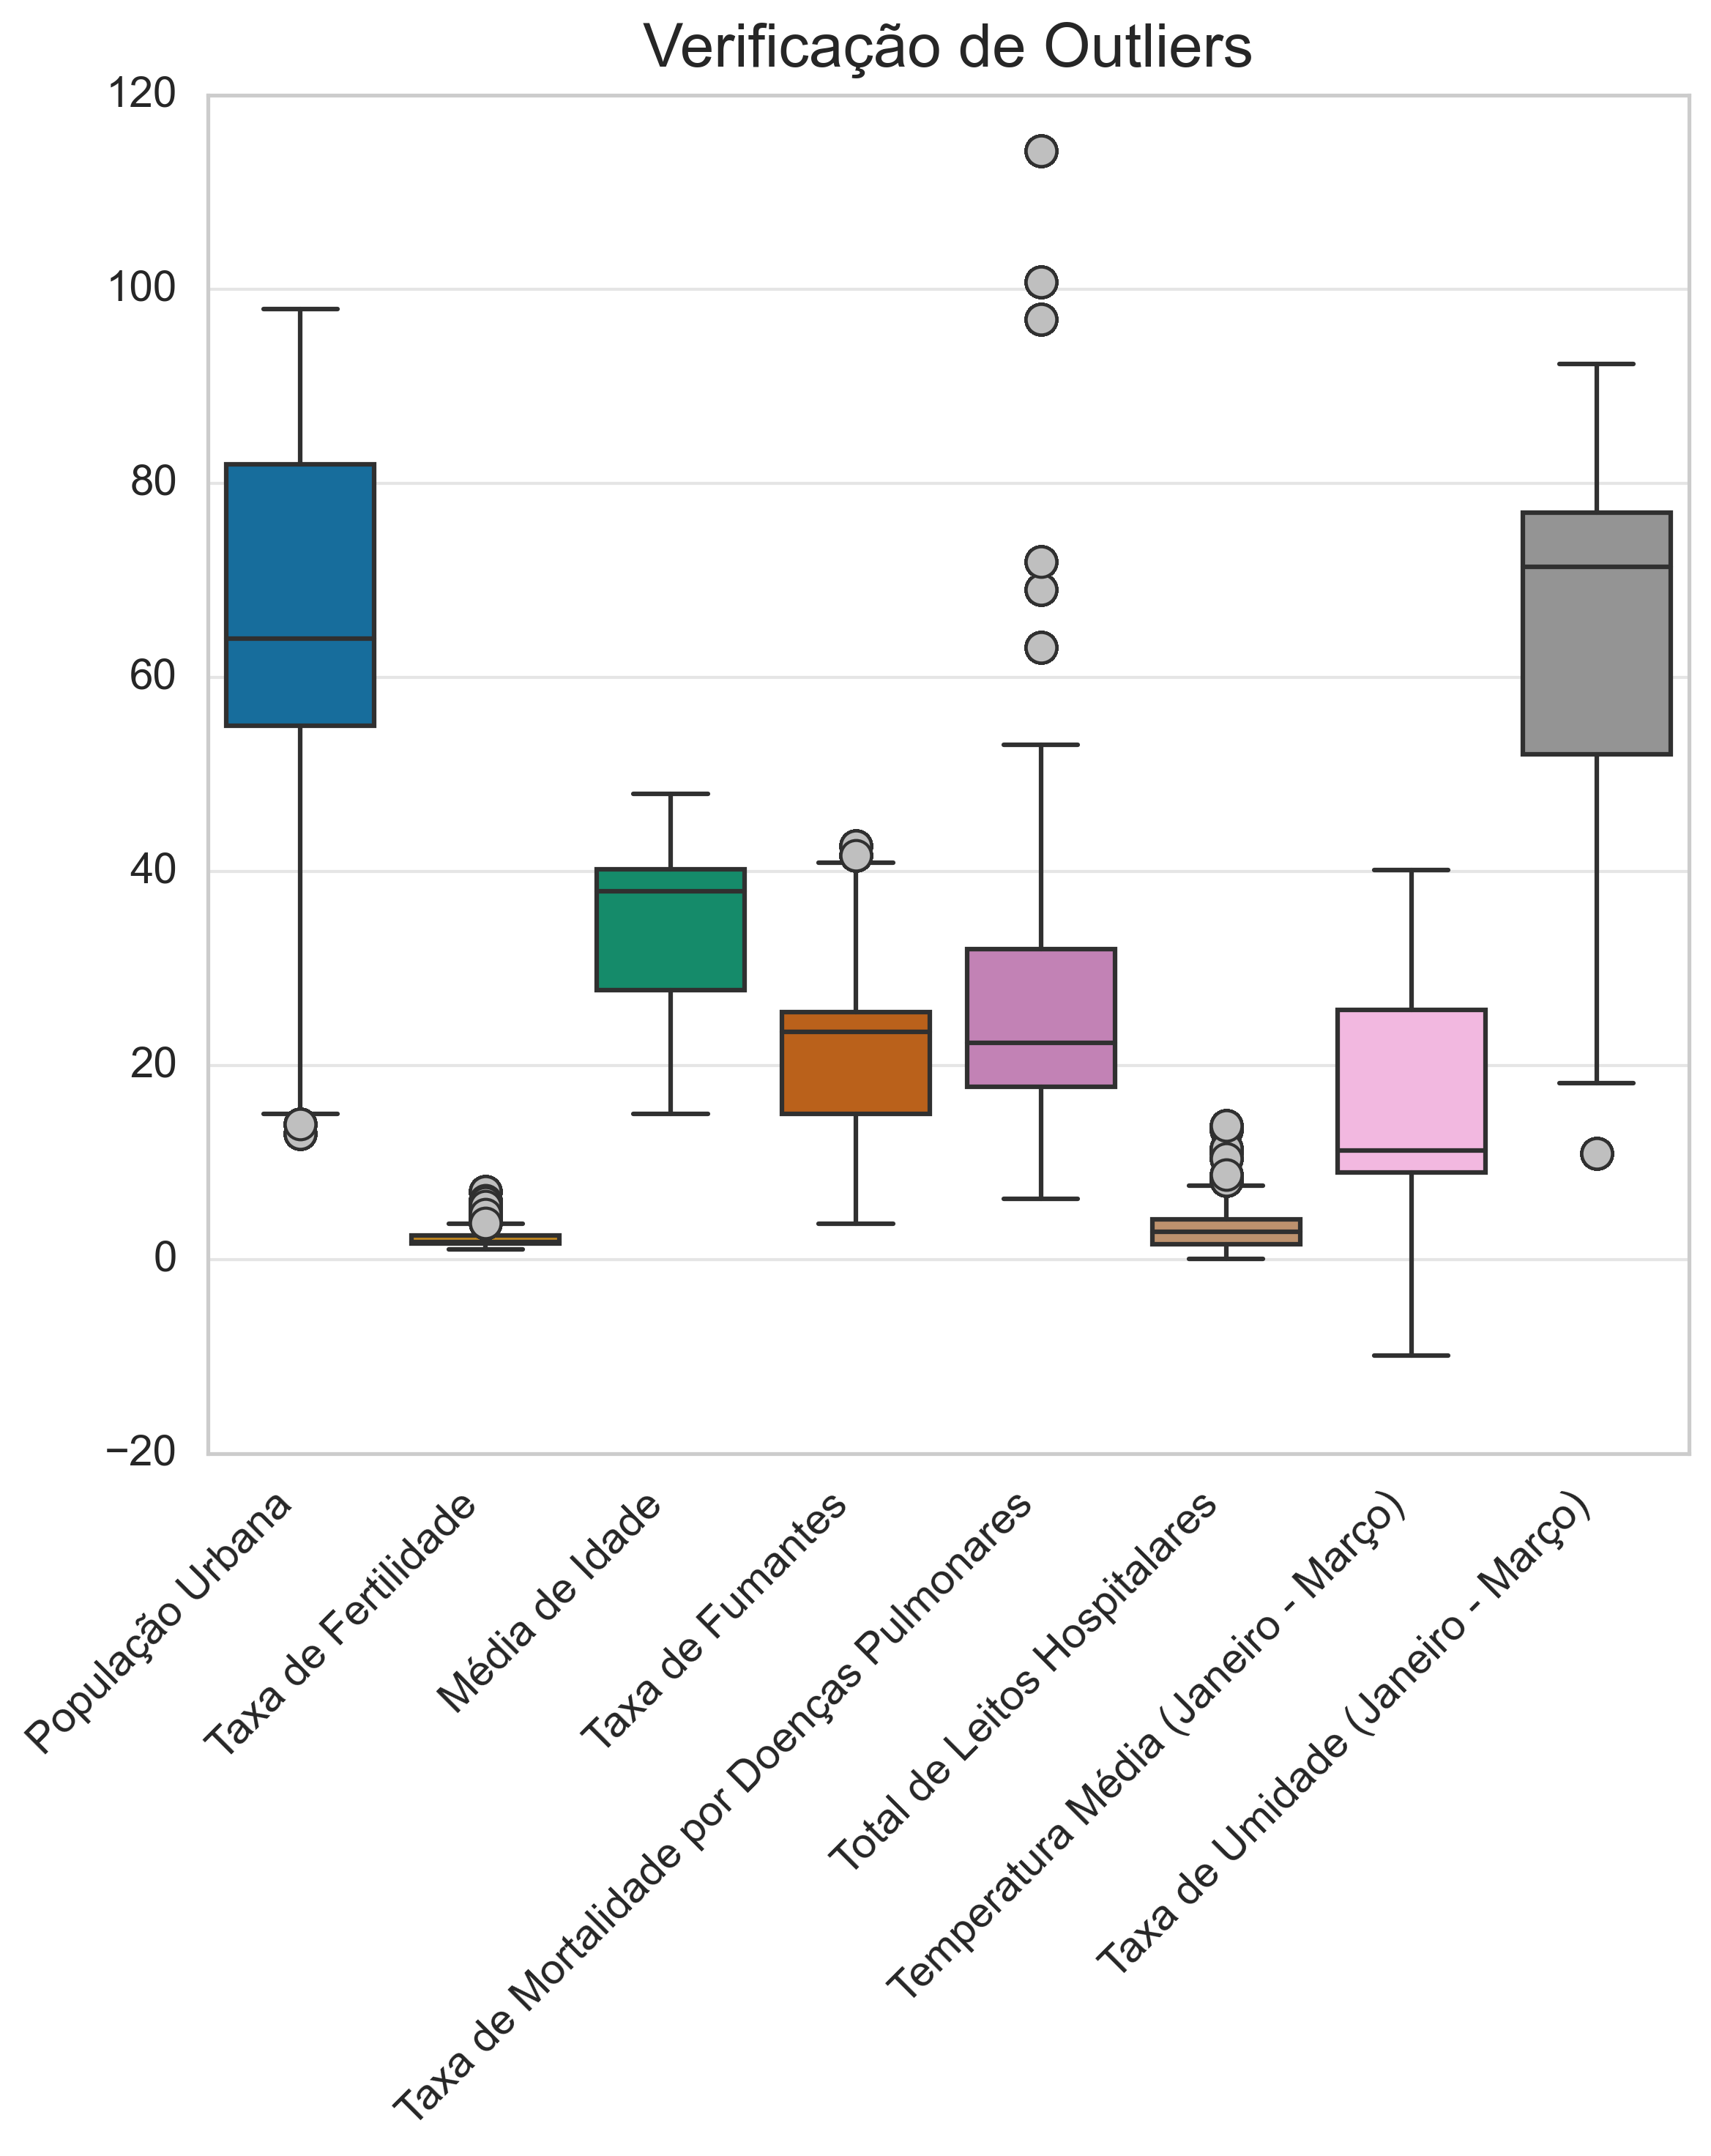 Verificação de Outliers
120
100
80
60
40
20
0
−20
População Urbana
Taxa de Fertilidade
Média de Idade
Taxa de Fumantes
Taxa de Mortalidade por Doenças Pulmonares
Total de Leitos Hospitalares
Temperatura Média (Janeiro - Março)
Taxa de Umidade (Janeiro - Março)